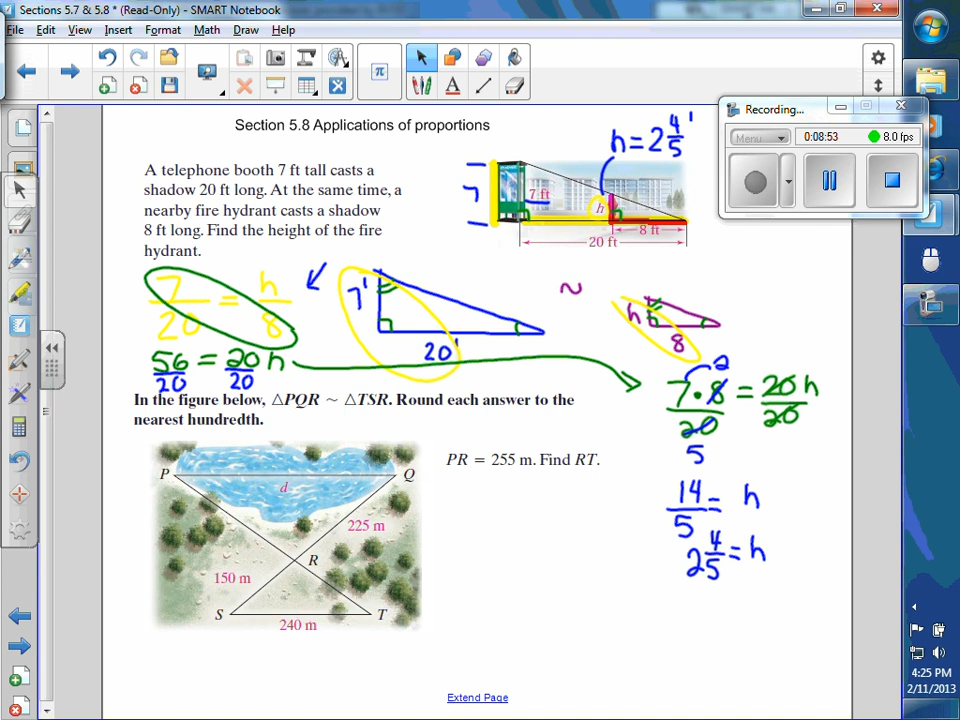 Sections 5.7 & 5.8 * (Read-Only) - SMART Notebook
File Edit View Insert Format Math Draw Help
Recording...
Menu 0:08:53 8.0 fps
Section 5.8 Applications of proportions
h = 2 4/5 '
A telephone booth 7 ft tall casts a
shadow 20 ft long. At the same time, a
nearby fire hydrant casts a shadow
8 ft long. Find the height of the fire
hydrant.
7
7 ft
h
8 ft
20 ft
7/20 = h/8
7'
20'
~
h
8
56/20 = 20h/20
2
7·8/20 = 20h/20
5
14/5 = h
2 4/5 = h
In the figure below, △PQR ~ △TSR. Round each answer to the
nearest hundredth.
PR = 255 m. Find RT.
P
Q
d
225 m
R
150 m
S
T
240 m
Extend Page
4:25 PM
2/11/2013